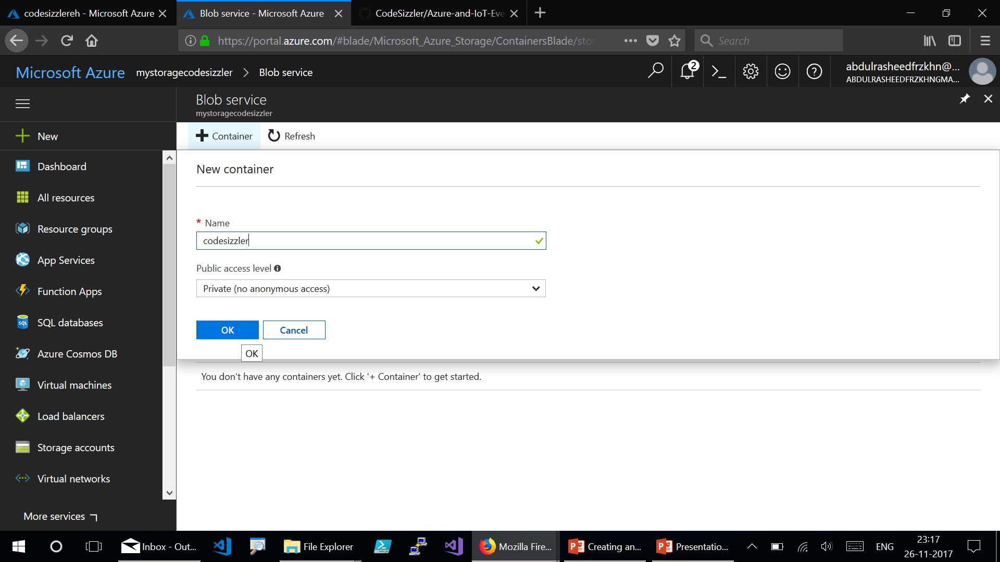 codesizzlereh - Microsoft Azure
Blob service - Microsoft Azure
CodeSizzler/Azure-and-IoT-Eve
https://portal.azure.com/#blade/Microsoft_Azure_Storage/ContainersBlade/stor
Search
Microsoft Azure mystoragecodesizzler > Blob service
2
abdulrasheedfrzkhn@...
ABDULRASHEEDFRZKHNGMA...
Blob service
mystoragecodesizzler
New
Container
Refresh
Dashboard
All resources
Resource groups
App Services
Function Apps
SQL
SQL databases
Azure Cosmos DB
Virtual machines
Load balancers
Storage accounts
Virtual networks
More services
New container
* Name
codesizzler
Public access level
Private (no anonymous access)
OK
Cancel
OK
You don't have any containers yet. Click '+ Container' to get started.
Inbox - Out...
File Explorer
Mozilla Fire...
Creating an...
Presentatio...
ENG
23:17
26-11-2017